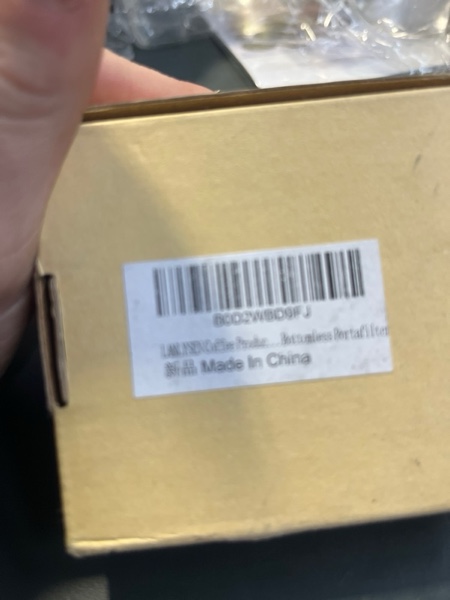 B0D2WBD9FJ
Coffee Produc...Bottomless Portafilter
新品 Made In China